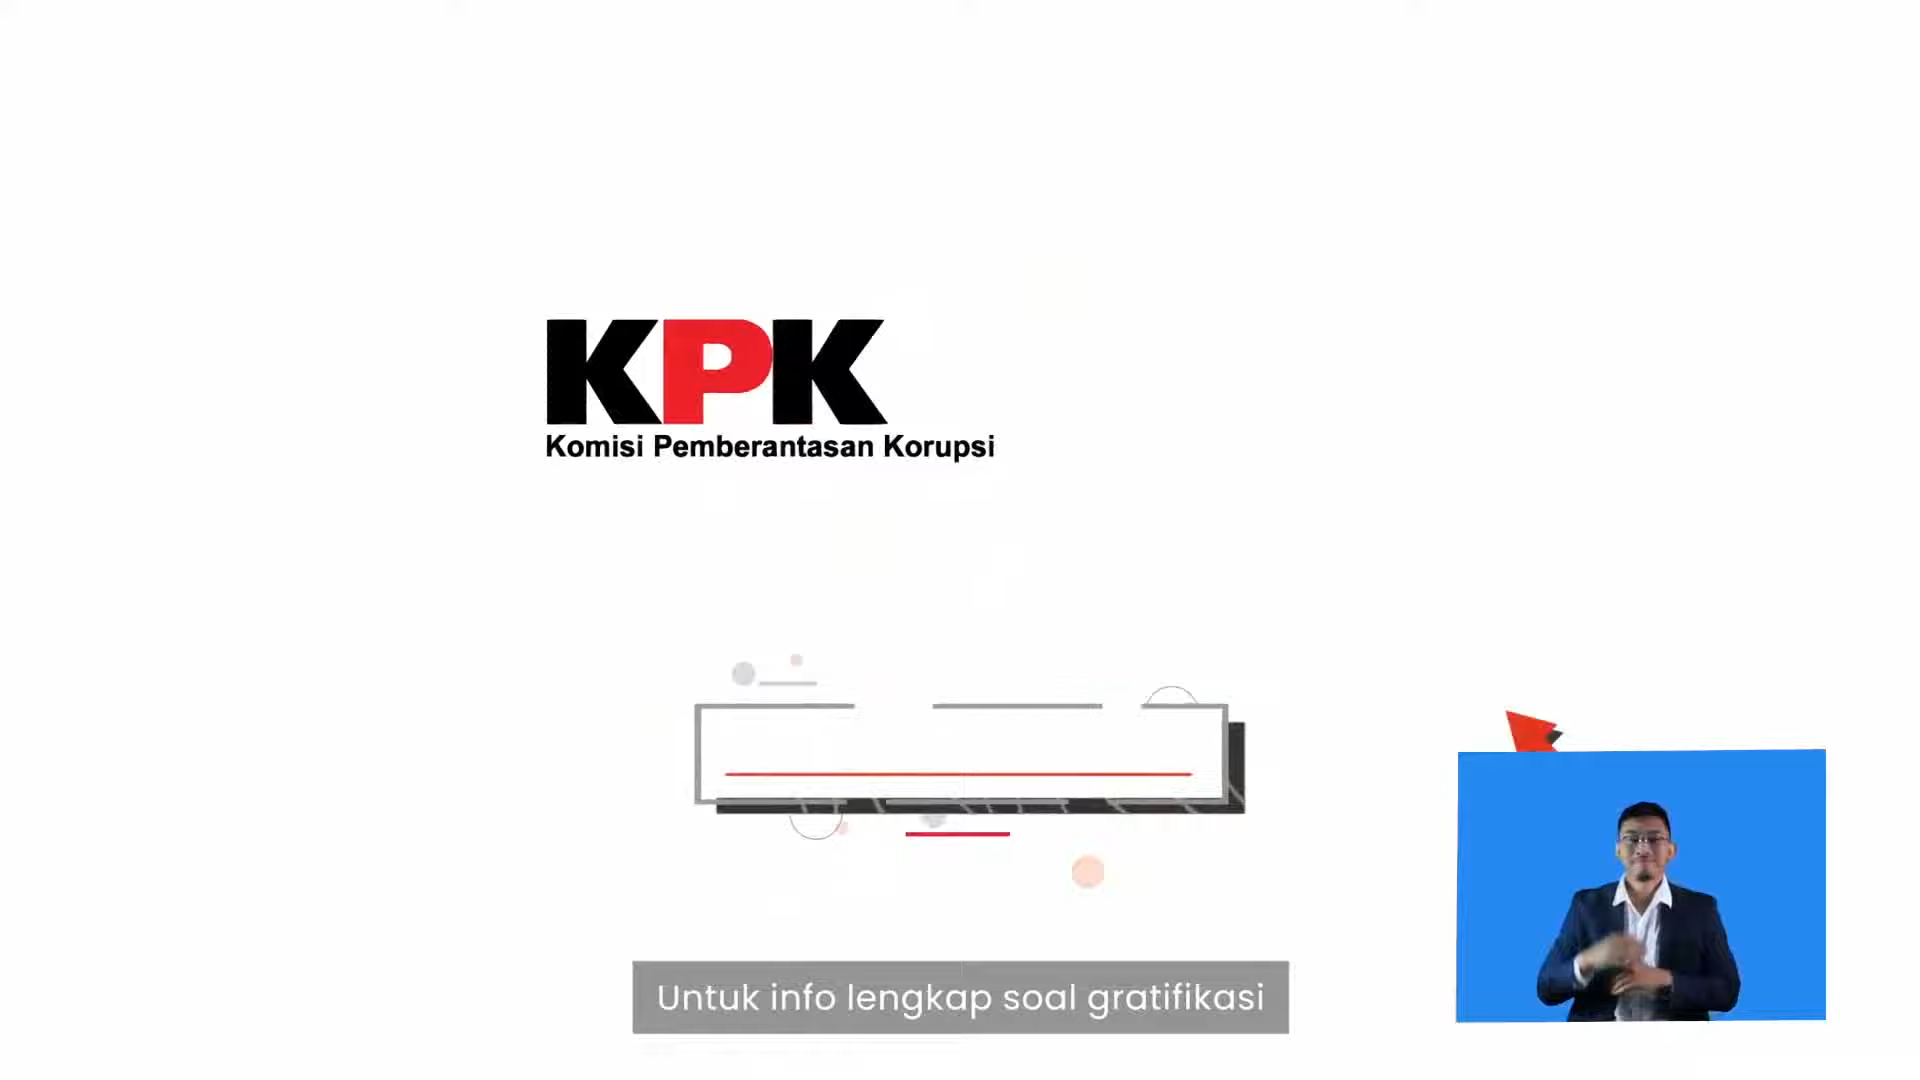 KPK
Komisi Pemberantasan Korupsi
Untuk info lengkap soal gratifikasi